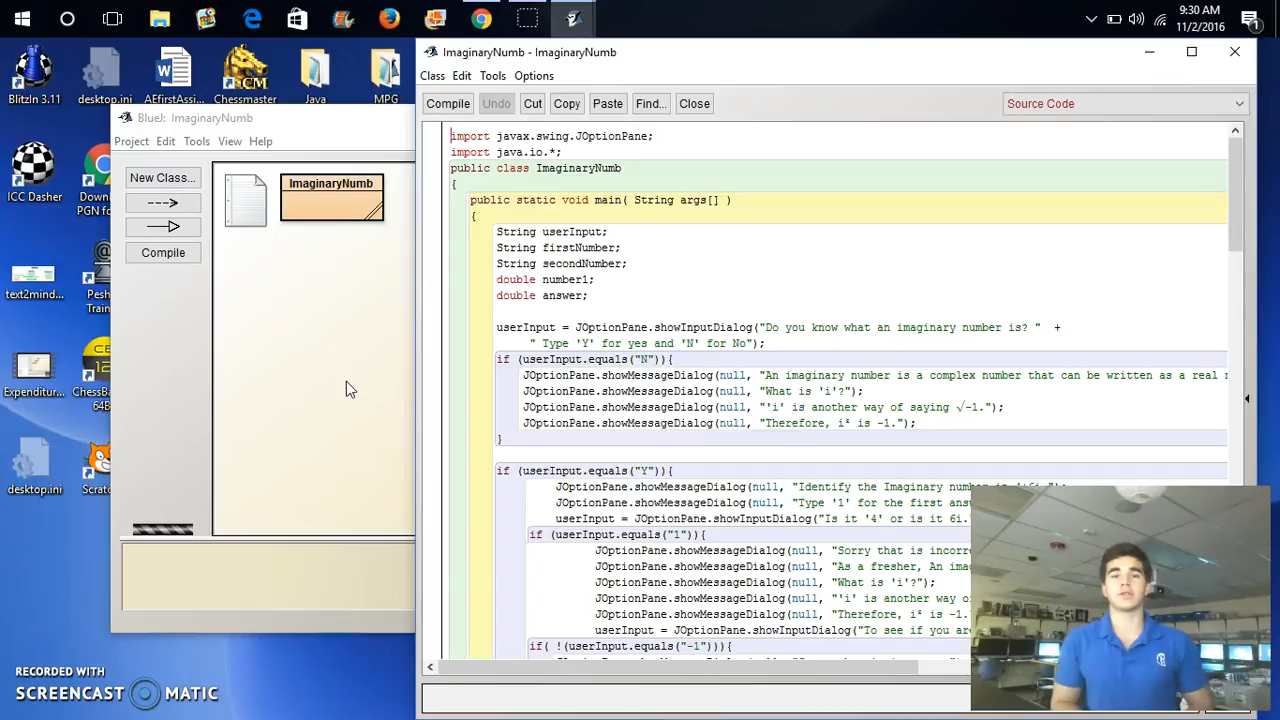 9:30 AM
11/2/2016
1
BlitzIn 3.11
desktop.ini
AEfirstAssi...
Chessmaster
Java
MPG
ICC Dasher
text2mind...
Expenditur...
desktop.ini
BlueJ: ImaginaryNumb
Project Edit Tools View Help
New Class...
Compile
ImaginaryNumb
ImaginaryNumb - ImaginaryNumb
Class Edit Tools Options
Compile Undo Cut Copy Paste Find... Close Source Code
import javax.swing.JOptionPane;
import java.io.*;
public class ImaginaryNumb
{
public static void main( String args[] )
{
String userInput;
String firstNumber;
String secondNumber;
double number1;
double answer;
userInput = JOptionPane.showInputDialog("Do you know what an imaginary number is? " +
" Type 'Y' for yes and 'N' for No");
if (userInput.equals("N")){
JOptionPane.showMessageDialog(null, "An imaginary number is a complex number that can be written as a real
JOptionPane.showMessageDialog(null, "What is 'i'?");
JOptionPane.showMessageDialog(null, "'i' is another way of saying √-1.");
JOptionPane.showMessageDialog(null, "Therefore, i² is -1.");
}
if (userInput.equals("Y")){
JOptionPane.showMessageDialog(null, "Identify the Imaginary number
JOptionPane.showMessageDialog(null, "Type '1' for the first
userInput = JOptionPane.showInputDialog("Is it '4' or is it 6i.
if (userInput.equals("1")){
JOptionPane.showMessageDialog(null, "Sorry that is
JOptionPane.showMessageDialog(null, "As a fresher, An
JOptionPane.showMessageDialog(null, "What is 'i'?");
JOptionPane.showMessageDialog(null, "'i' is another way
JOptionPane.showMessageDialog(null, "Therefore, i² is -1.
userInput = JOptionPane.showInputDialog("To see if you
if( !(userInput.equals("-1"))){
RECORDED WITH
SCREENCAST MATIC